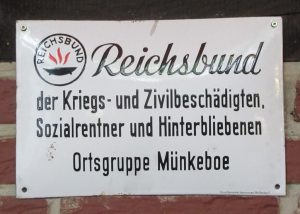 REICHSBUND
Reichsbund
der Kriegs- und Zivilbeschädigten,
Sozialrentner und Hinterbliebenen
Ortsgruppe Münkeboe